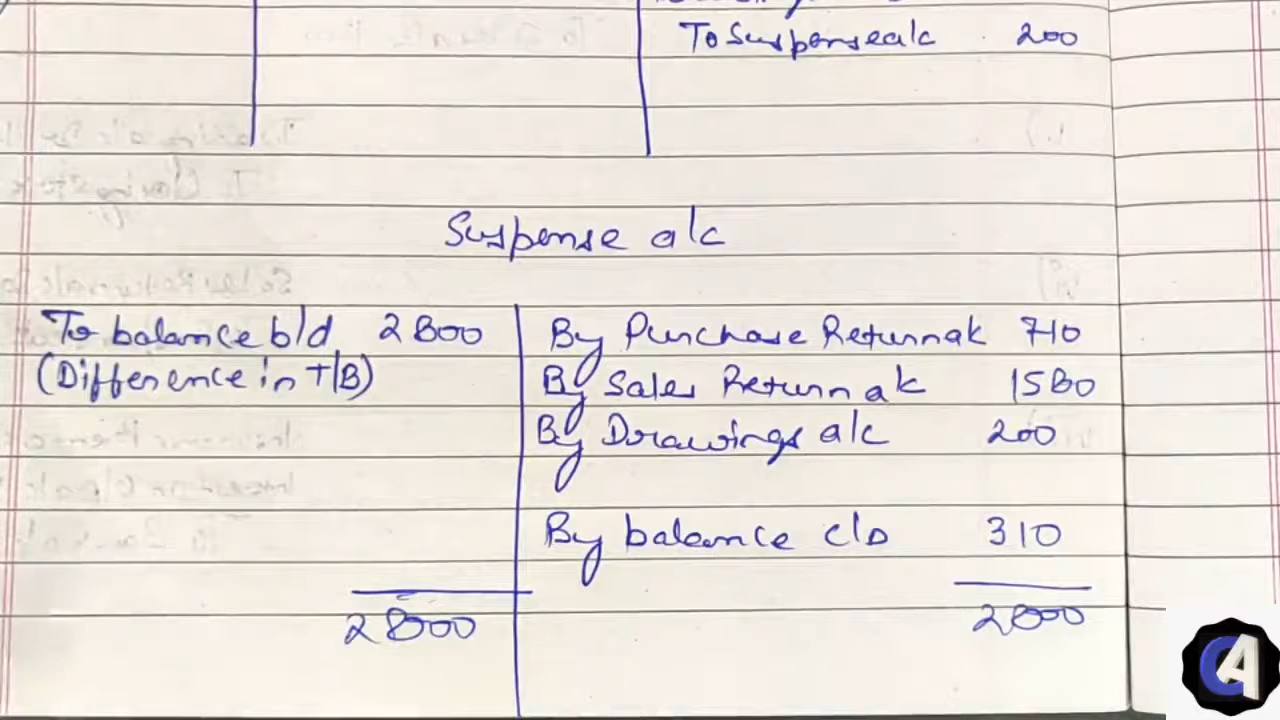 To Suspense a/c 200
Suspense a/c
To balance b/d 2800
(Difference in T/B)
2800
By Purchase Return a/c 710
By Sales Return a/c 1580
By Drawings a/c 200
By balance c/d 310
2800
CA